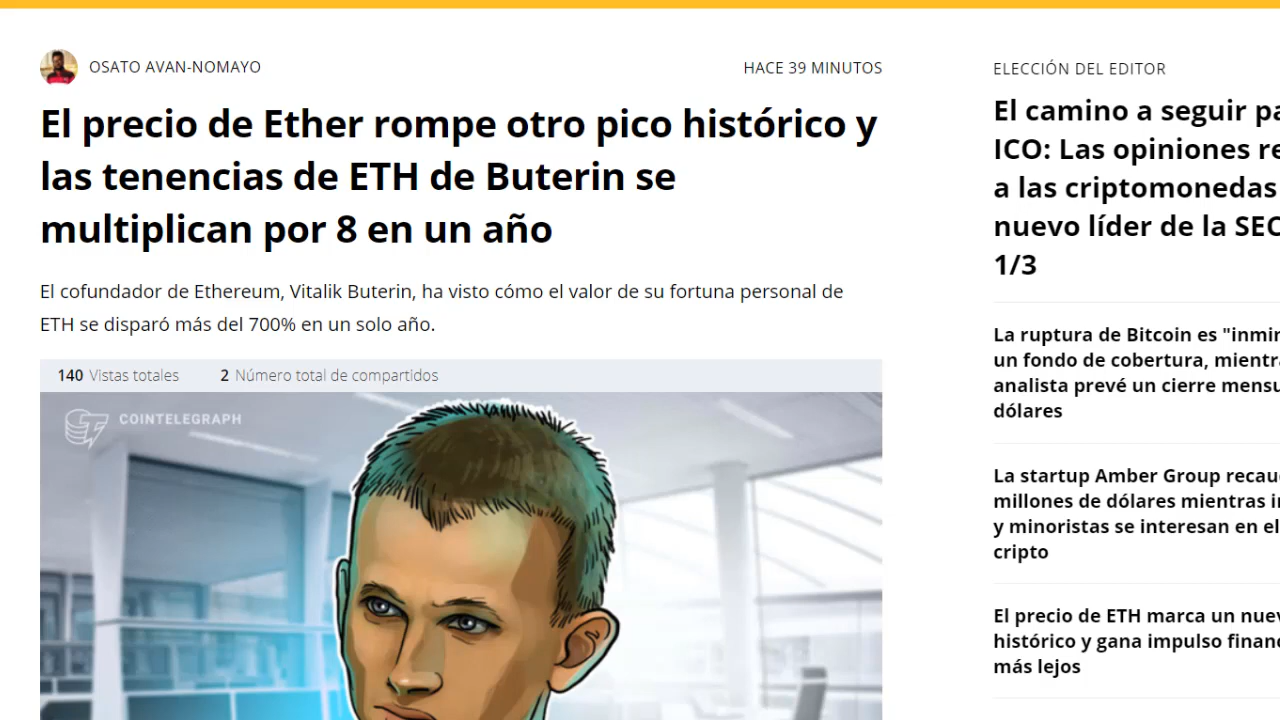 OSATO AVAN-NOMAYO
HACE 39 MINUTOS
El precio de Ether rompe otro pico histórico y
las tenencias de ETH de Buterin se
multiplican por 8 en un año
El cofundador de Ethereum, Vitalik Buterin, ha visto cómo el valor de su fortuna personal de
ETH se disparó más del 700% en un solo año.
140 Vistas totales 2 Número total de compartidos
COINTELEGRAPH
ELECCIÓN DEL EDITOR
El camino a seguir
ICO: Las opiniones
a las criptomonedas
nuevo líder de la SEC
1/3
La ruptura de Bitcoin es
un fondo de cobertura,
analista prevé un cierre
dólares
La startup Amber Group
millones de dólares mientras
y minoristas se interesan en el
cripto
El precio de ETH marca un
histórico y gana impulso
más lejos